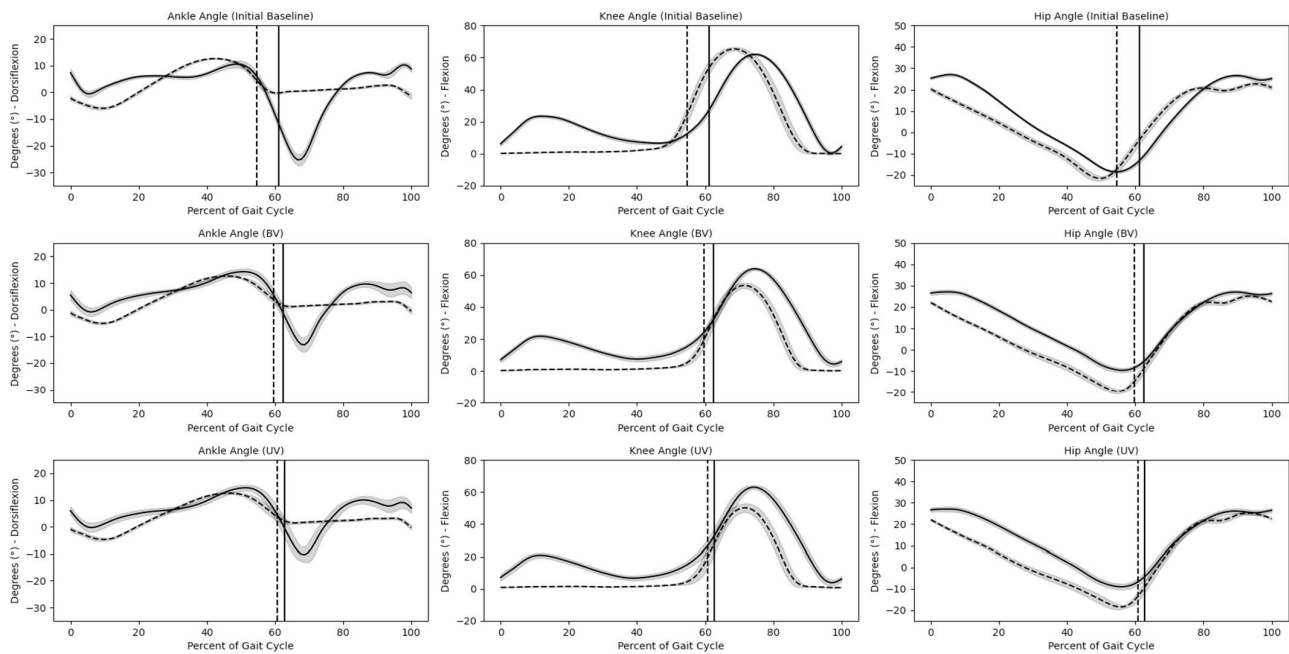 Ankle Angle (Initial Baseline)
Degrees (°) - Dorsiflexion
20
10
0
−10
−20
−30
0 20 40 60 80 100
Percent of Gait Cycle
Knee Angle (Initial Baseline)
Degrees (°) - Flexion
80
60
40
20
0
−20
0 20 40 60 80 100
Percent of Gait Cycle
Hip Angle (Initial Baseline)
Degrees (°) - Flexion
50
40
30
20
10
0
−10
−20
0 20 40 60 80 100
Percent of Gait Cycle
Ankle Angle (BV)
Degrees (°) - Dorsiflexion
20
10
0
−10
−20
−30
0 20 40 60 80 100
Percent of Gait Cycle
Knee Angle (BV)
Degrees (°) - Flexion
80
60
40
20
0
−20
0 20 40 60 80 100
Percent of Gait Cycle
Hip Angle (BV)
Degrees (°) - Flexion
50
40
30
20
10
0
−10
−20
0 20 40 60 80 100
Percent of Gait Cycle
Ankle Angle (UV)
Degrees (°) - Dorsiflexion
20
10
0
−10
−20
−30
0 20 40 60 80 100
Percent of Gait Cycle
Knee Angle (UV)
Degrees (°) - Flexion
80
60
40
20
0
−20
0 20 40 60 80 100
Percent of Gait Cycle
Hip Angle (UV)
Degrees (°) - Flexion
50
40
30
20
10
0
−10
−20
0 20 40 60 80 100
Percent of Gait Cycle